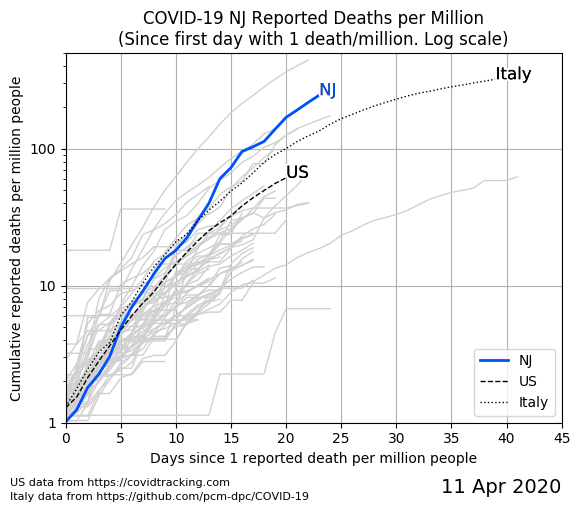 COVID-19 NJ Reported Deaths per Million
(Since first day with 1 death/million. Log scale)
Cumulative reported deaths per million people
100
10
1
NJ
US
Italy
NJ
US
Italy
0 5 10 15 20 25 30 35 40 45
Days since 1 reported death per million people
US data from https://covidtracking.com
Italy data from https://github.com/pcm-dpc/COVID-19
11 Apr 2020